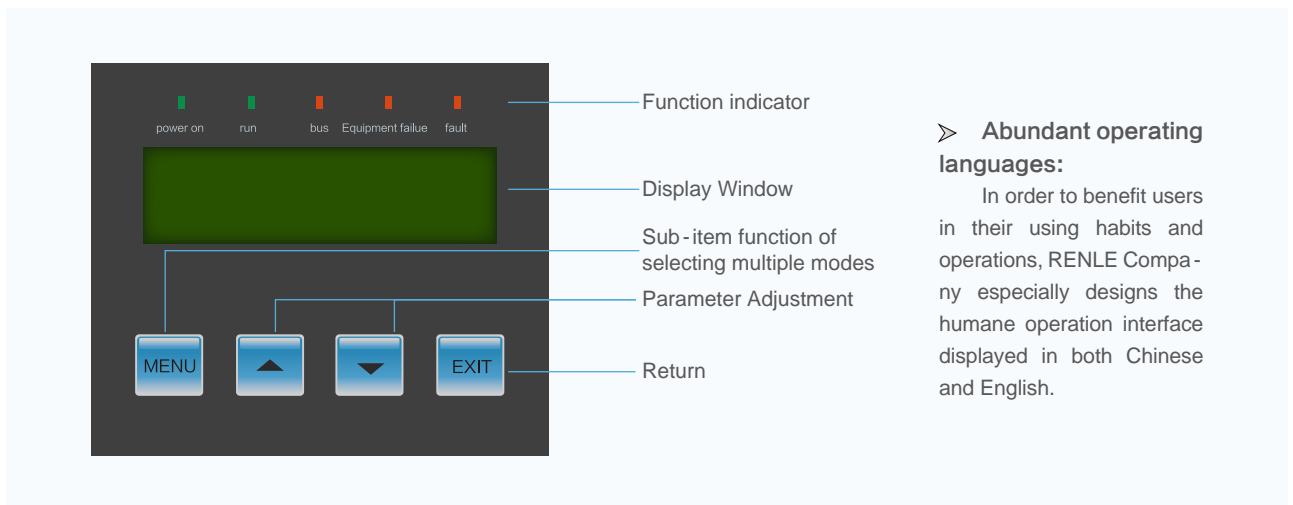 power on run bus Equipment failue fault
MENU
EXIT
Function indicator
Display Window
Sub-item function of
selecting multiple modes
Parameter Adjustment
Return
Abundant operating
languages:
In order to benefit users
in their using habits and
operations, RENLE Compa-
ny especially designs the
humane operation interface
displayed in both Chinese
and English.